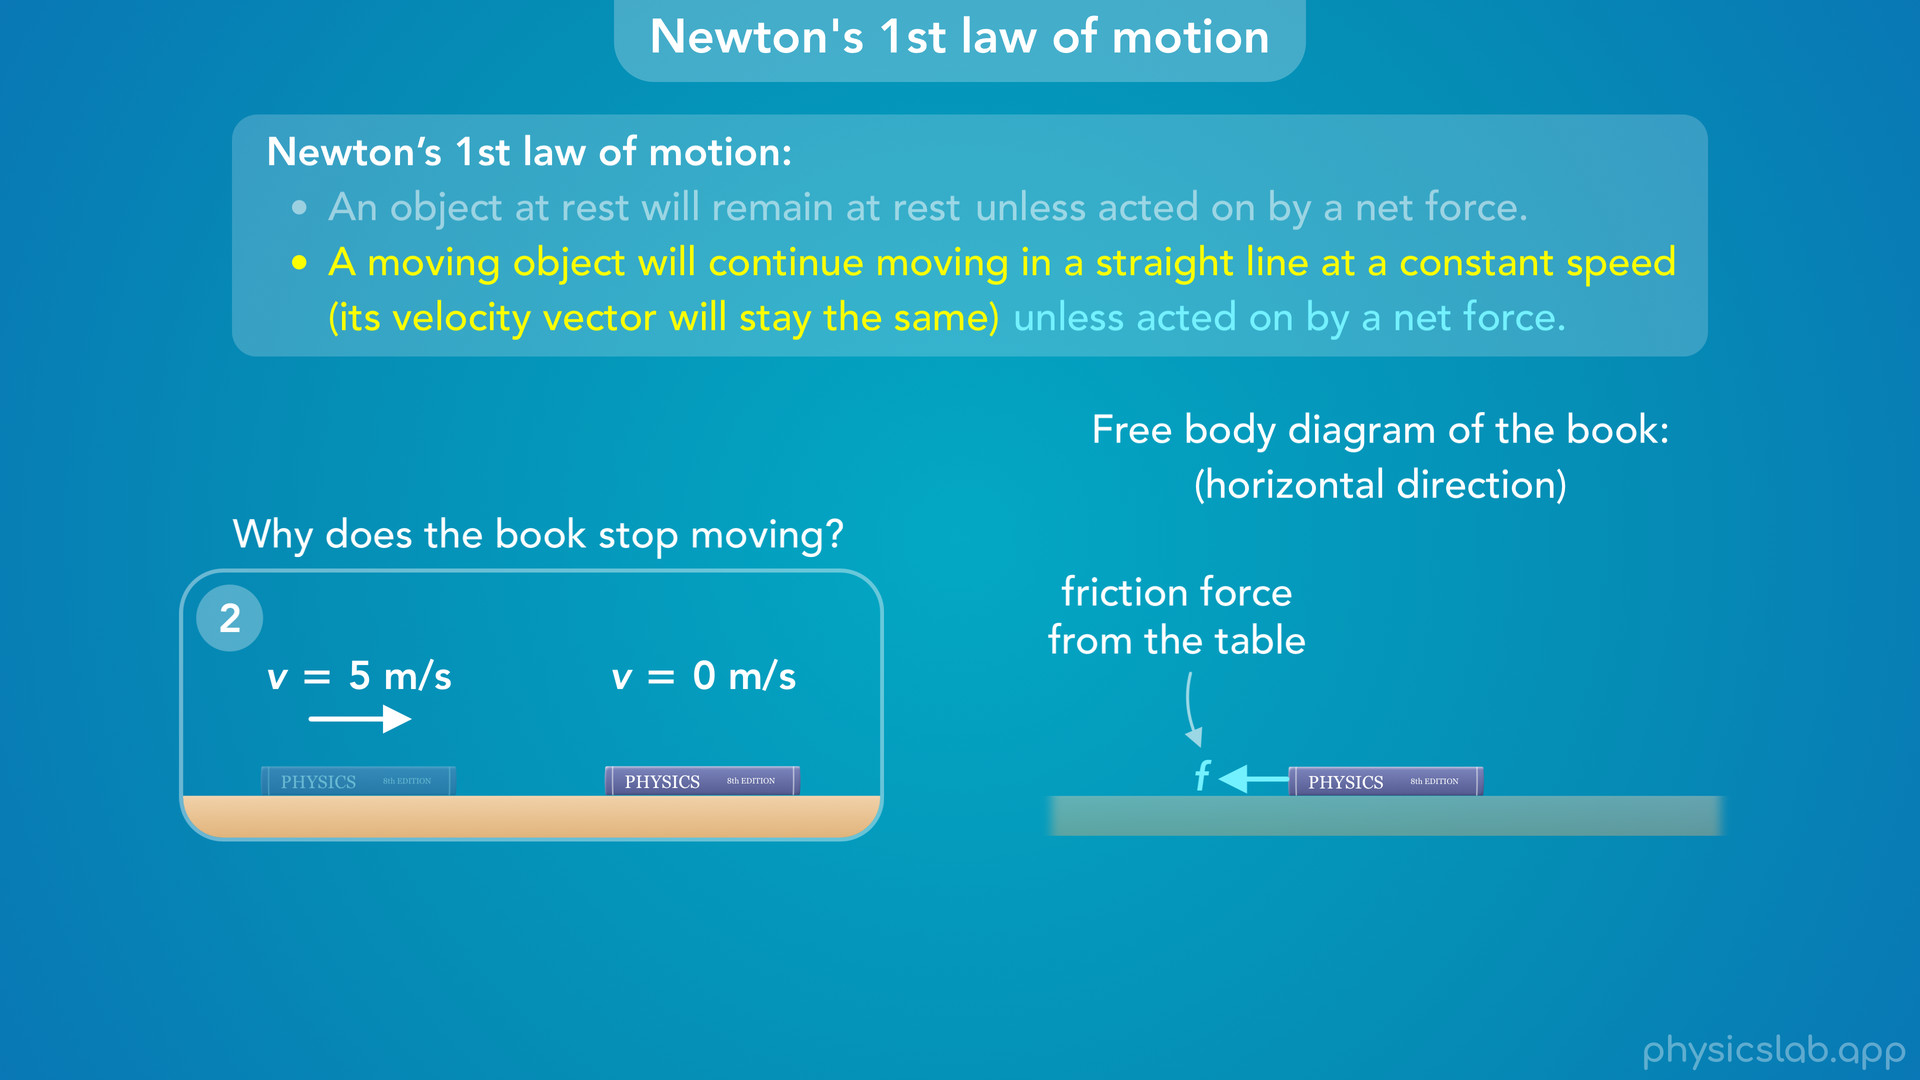 Newton's 1st law of motion
Newton’s 1st law of motion:
• An object at rest will remain at rest unless acted on by a net force.
• A moving object will continue moving in a straight line at a constant speed
(its velocity vector will stay the same) unless acted on by a net force.
Why does the book stop moving?
2
v = 5 m/s
v = 0 m/s
PHYSICS 8th EDITION
PHYSICS 8th EDITION
Free body diagram of the book:
(horizontal direction)
friction force
from the table
f
PHYSICS 8th EDITION
physicslab.app